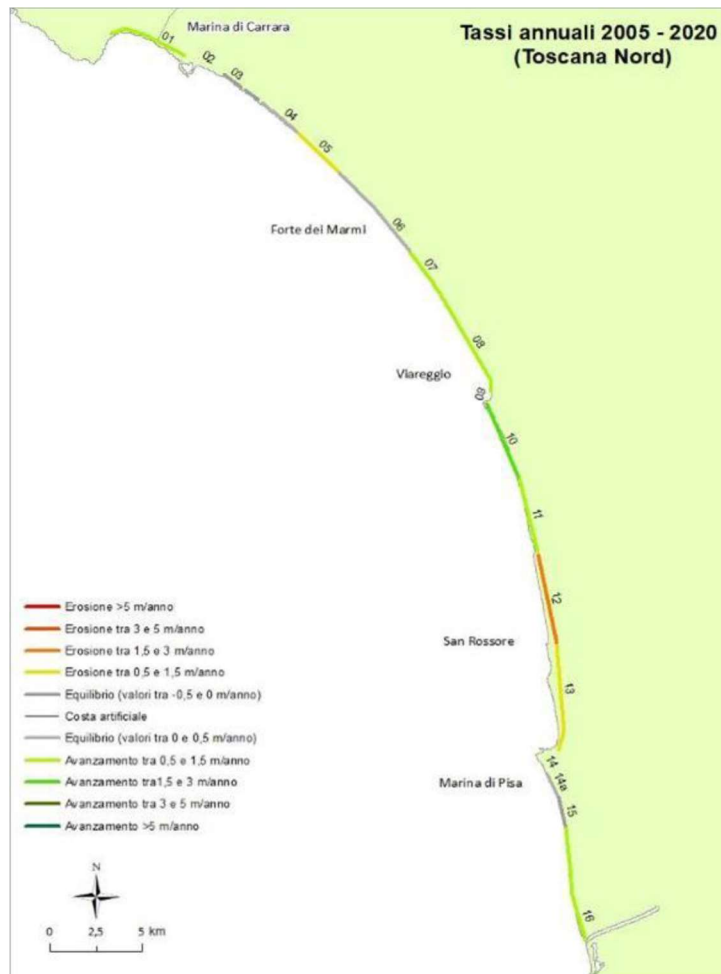 Tassi annuali 2005 - 2020
(Toscana Nord)
Marina di Carrara
01
02
03
04
05
Forte dei Marmi
06
07
08
Viareggio
09
10
11
12
San Rossore
13
Marina di Pisa
14
14a
15
16
Erosione >5 m/anno
Erosione tra 3 e 5 m/anno
Erosione tra 1,5 e 3 m/anno
Erosione tra 0,5 e 1,5 m/anno
Equilibrio (valori tra -0,5 e 0 m/anno)
Costa artificiale
Equilibrio (valori tra 0 e 0,5 m/anno)
Avanzamento tra 0,5 e 1,5 m/anno
Avanzamento tra1,5 e 3 m/anno
Avanzamento tra 3 e 5 m/anno
Avanzamento >5 m/anno
N
0 2,5 5 km